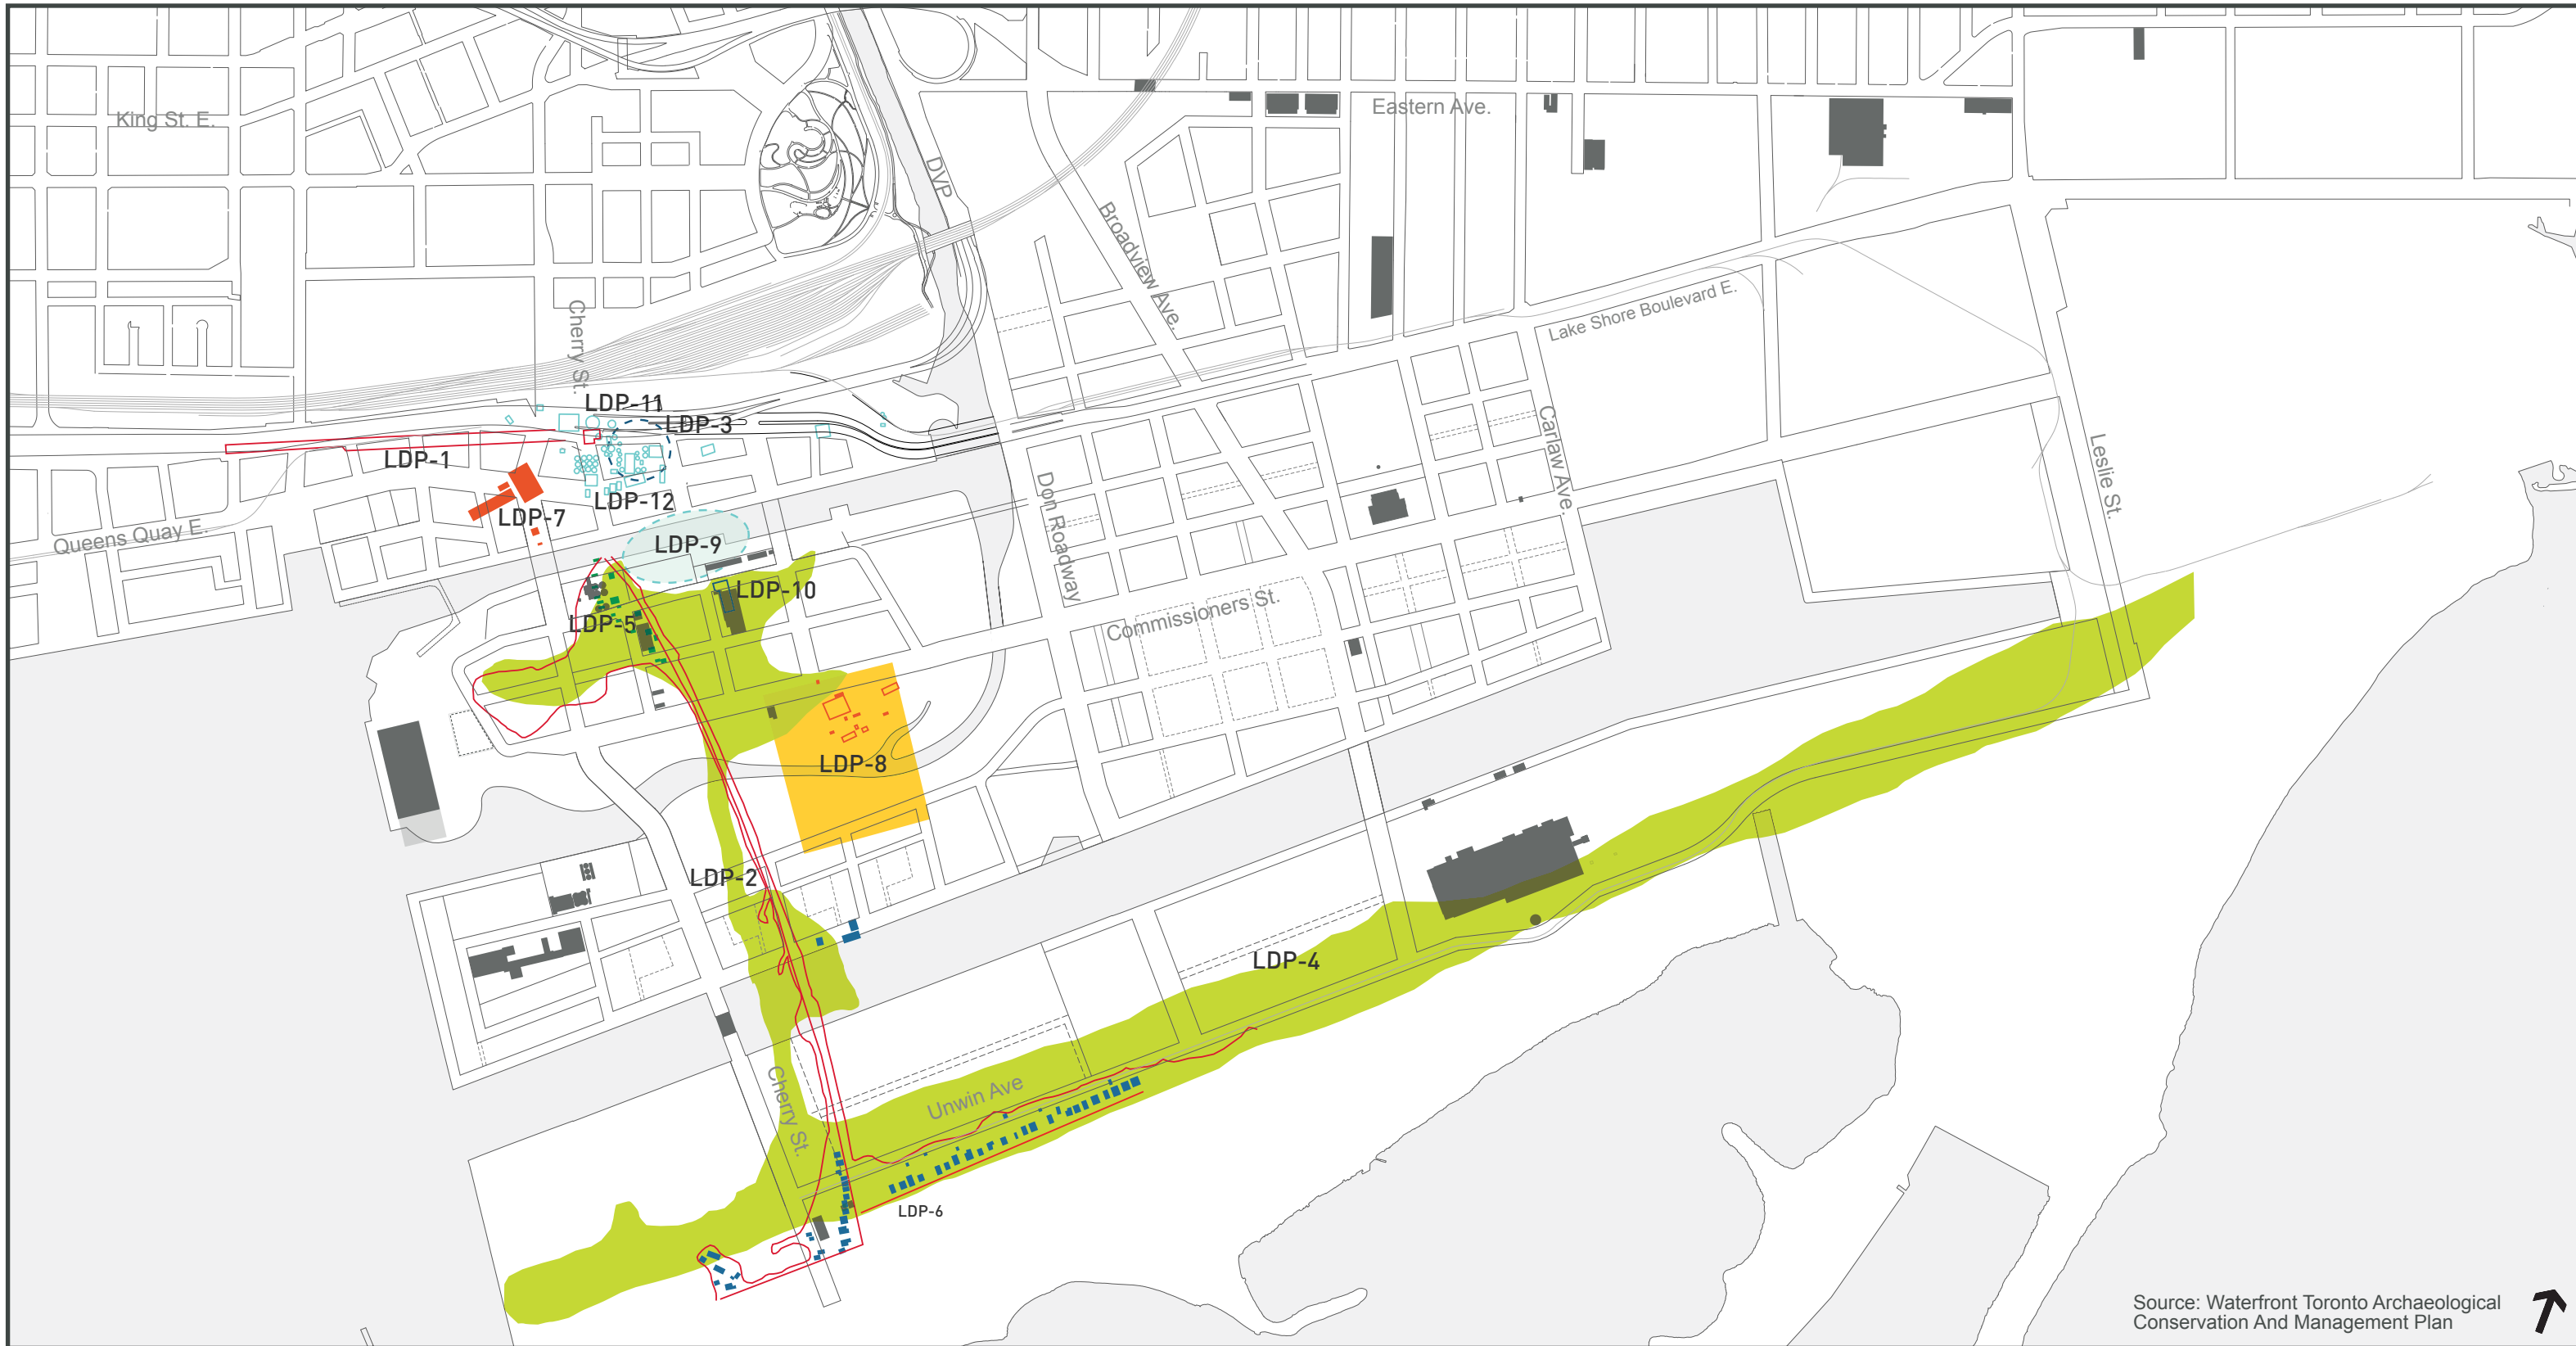 King St. E.
Eastern Ave.
DVP
Broadview Ave.
Cherry St.
Lake Shore Boulevard E.
LDP-11
LDP-3
LDP-1
Carlaw Ave.
Leslie St.
LDP-12
LDP-7
Queens Quay E.
Don Roadway
LDP-9
LDP-10
LDP-5
Commissioners St.
LDP-8
LDP-2
LDP-4
Unwin Ave
Cherry St.
LDP-6
Source: Waterfront Toronto Archaeological
Conservation And Management Plan